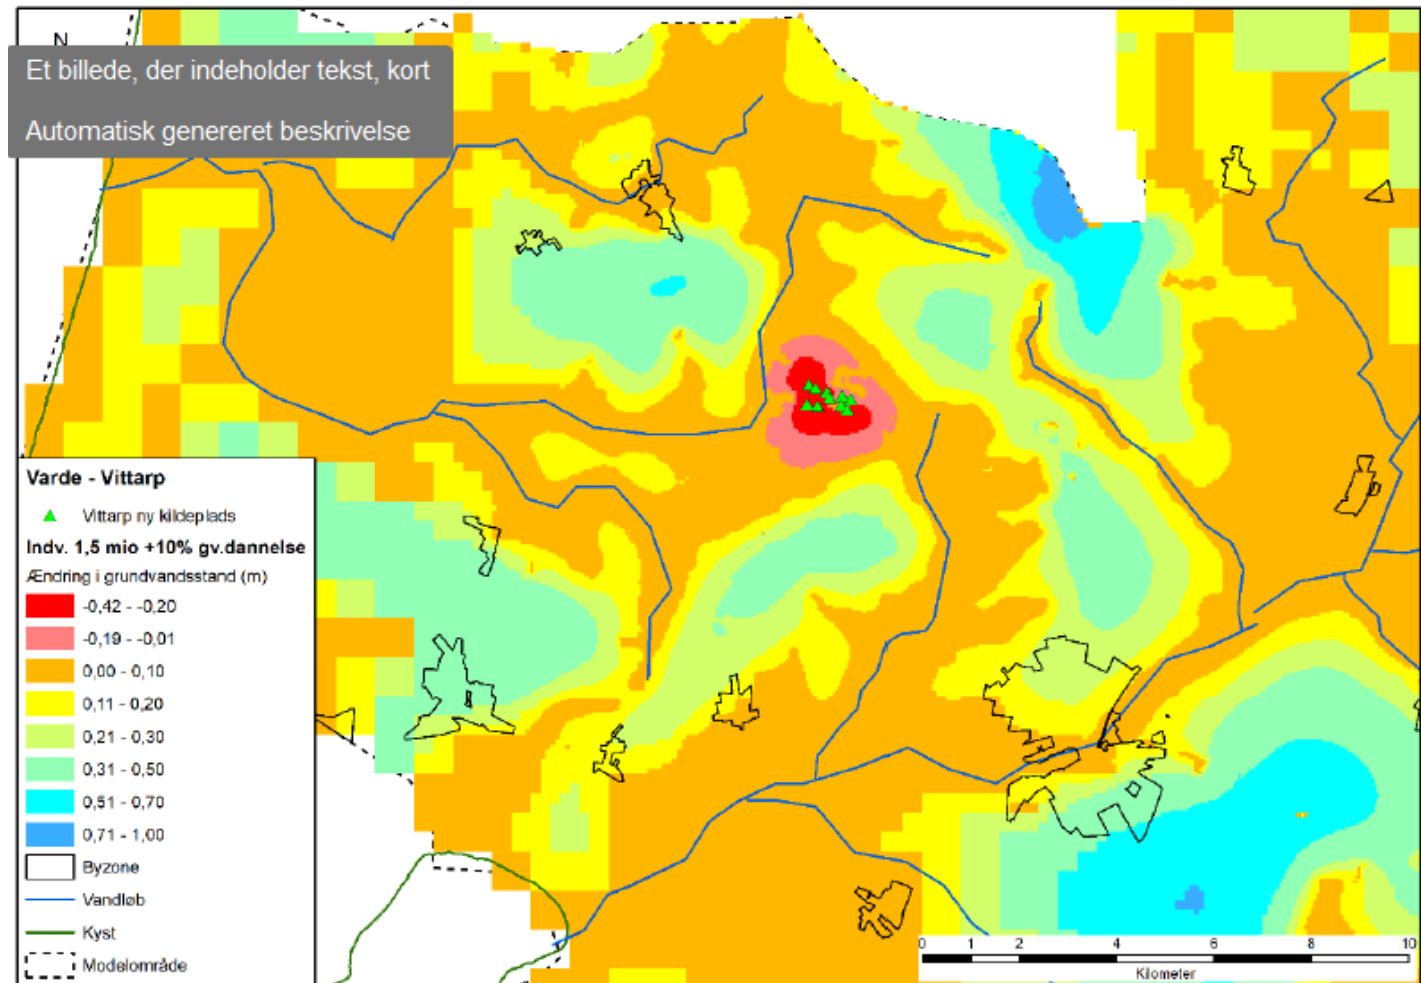 N
Et billede, der indeholder tekst, kort
Automatisk genereret beskrivelse
Varde - Vittarp
Vittarp ny kildeplads
Indv. 1,5 mio +10% gv.dannelse
Ændring i grundvandsstand (m)
-0,42 - -0,20
-0,19 - -0,01
0,00 - 0,10
0,11 - 0,20
0,21 - 0,30
0,31 - 0,50
0,51 - 0,70
0,71 - 1,00
Byzone
Vandløb
Kyst
Modelområde
0 1 2 4 6 8 10
Kilometer